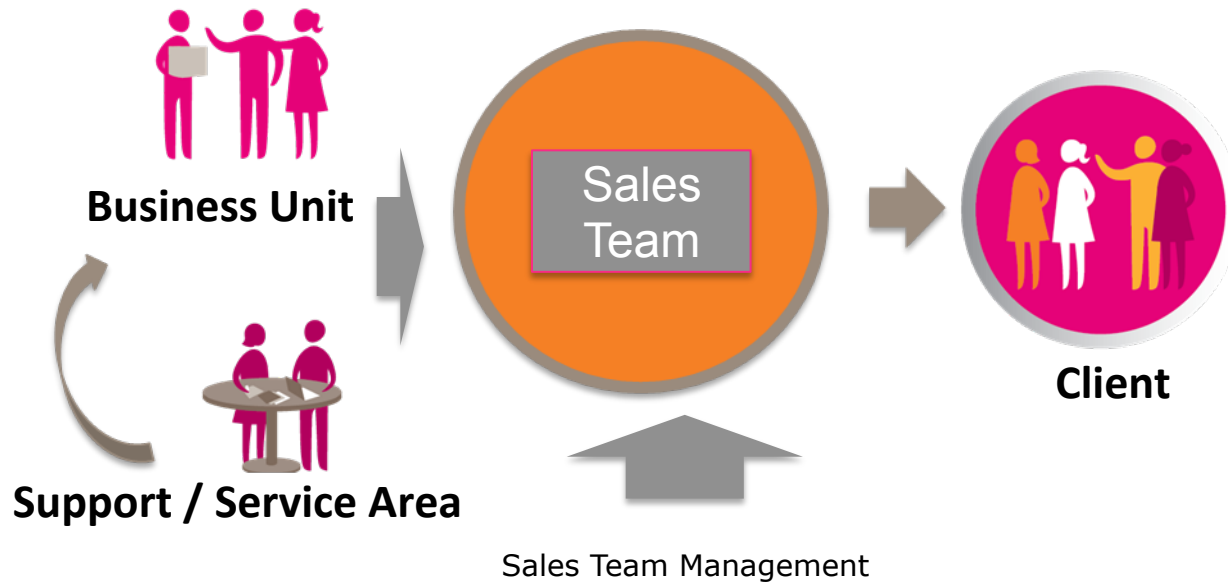 Business Unit
Sales
Team
Client
Support / Service Area
Sales Team Management